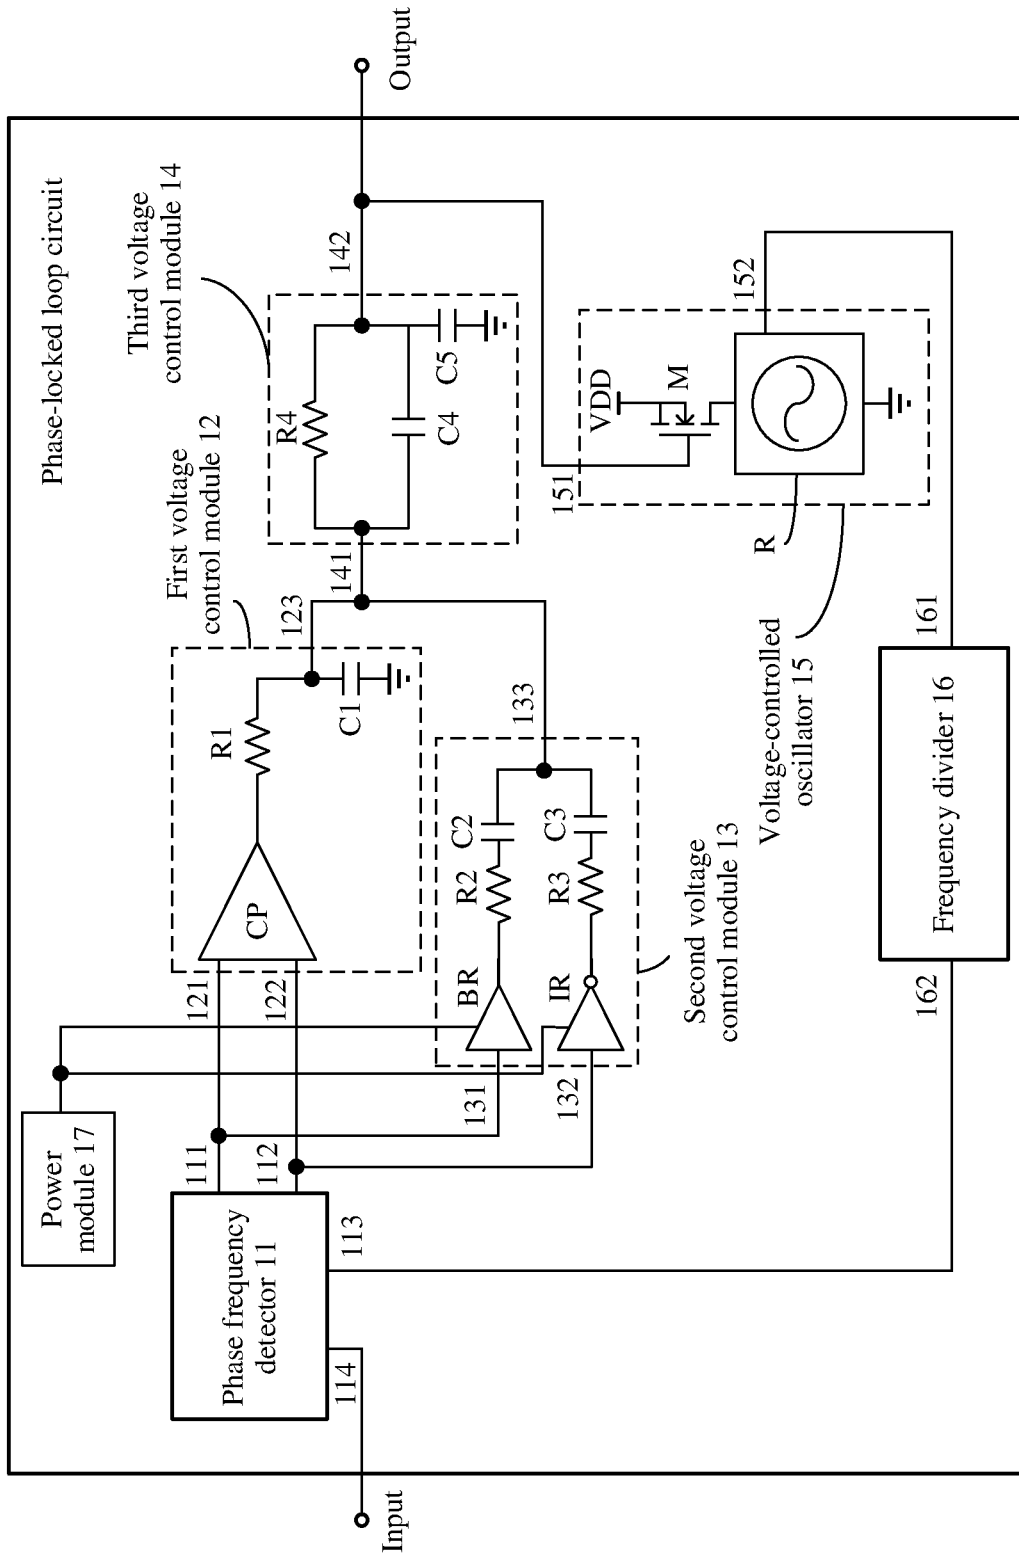 Phase-locked loop circuit
Power
module 17
Third voltage
control module 14
First voltage
control module 12
Phase frequency
detector 11
111
112
113
114
Input
121
122
CP
R1
C1
123
141
R4
C4
C5
142
Output
131
132
BR
IR
R2
C2
R3
C3
133
Second voltage
control module 13
151
VDD
M
R
152
Voltage-controlled
oscillator 15
162
Frequency divider 16
161